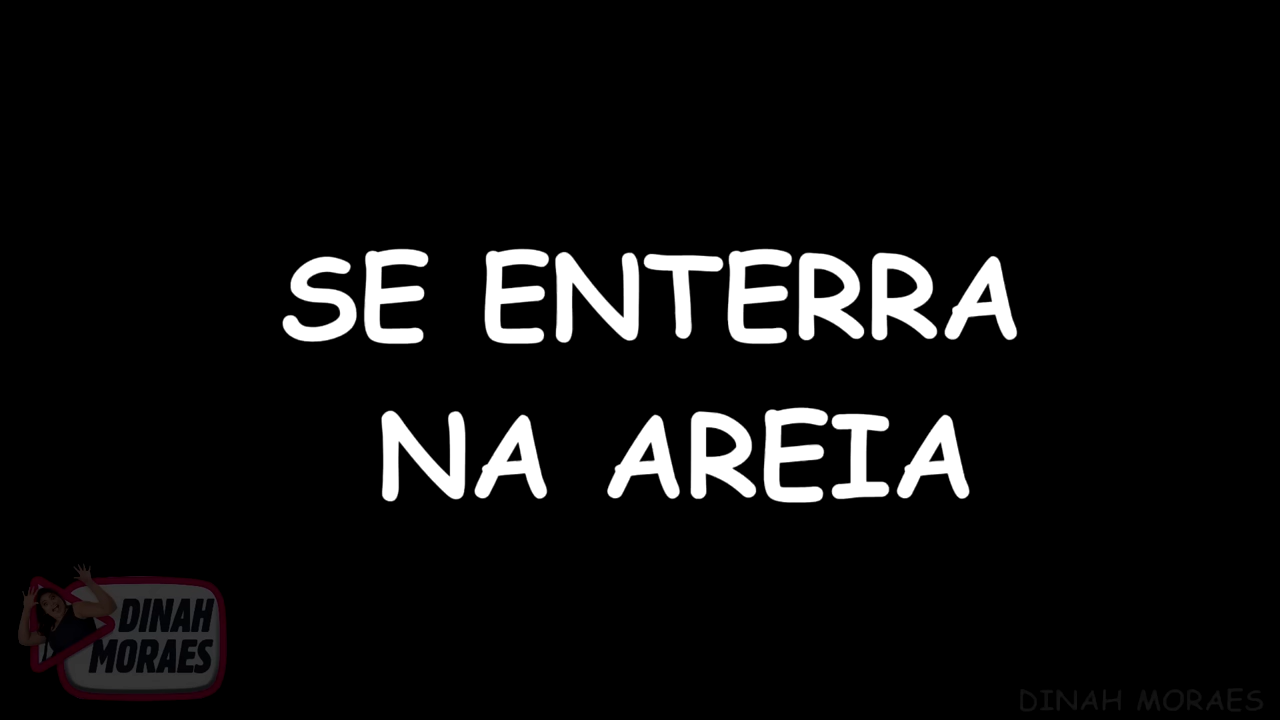 SE ENTERRA
NA AREIA
DINAH
MORAES
DINAH MORAES